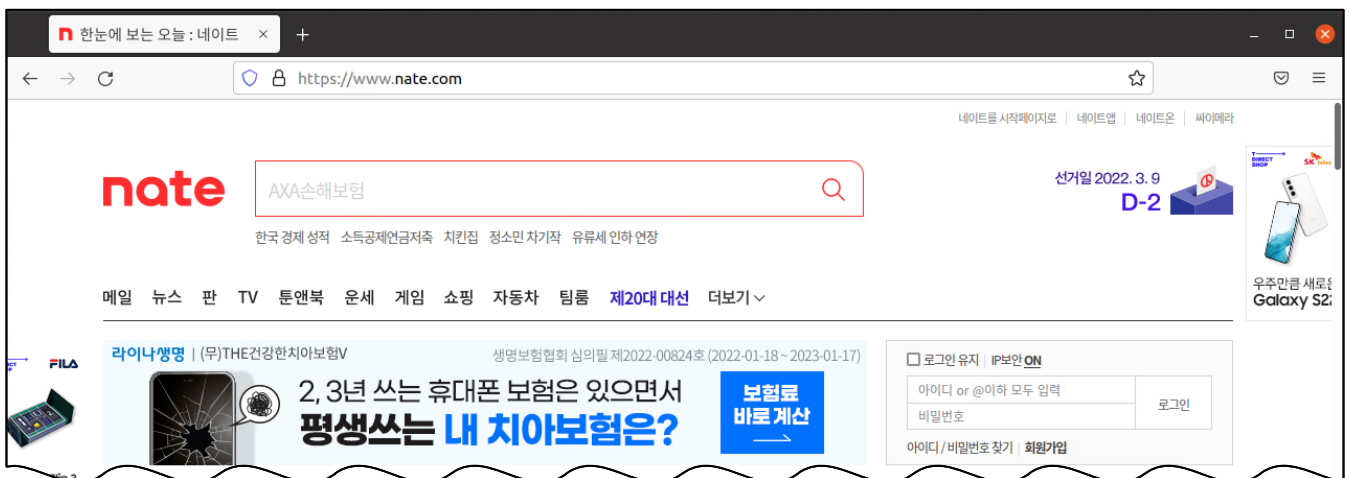 한눈에 보는 오늘 : 네이트
https://www.nate.com
네이트를 시작페이지로 네이트앱 네이트온 싸이메라
nate
AXA손해보험
선거일 2022. 3. 9
D-2
한국 경제 성적 소득공제연금저축 치킨집 정소민 차기작 유류세 인하 연장
T
DIRECT
SHOP
SK
우주만큼 새로운
Galaxy S22
메일 뉴스 판 TV 툰앤북 운세 게임 쇼핑 자동차 팀룸 제20대 대선 더보기
FILA
라이나생명 | (무)THE건강한치아보험V
생명보험협회 심의필 제2022-00824호 (2022-01-18 ~ 2023-01-17)
2, 3년 쓰는 휴대폰 보험은 있으면서
평생쓰는 내 치아보험은?
보험료
바로 계산
로그인 유지 IP보안 ON
아이디 or @이하 모두 입력
비밀번호
로그인
아이디 / 비밀번호 찾기 회원가입